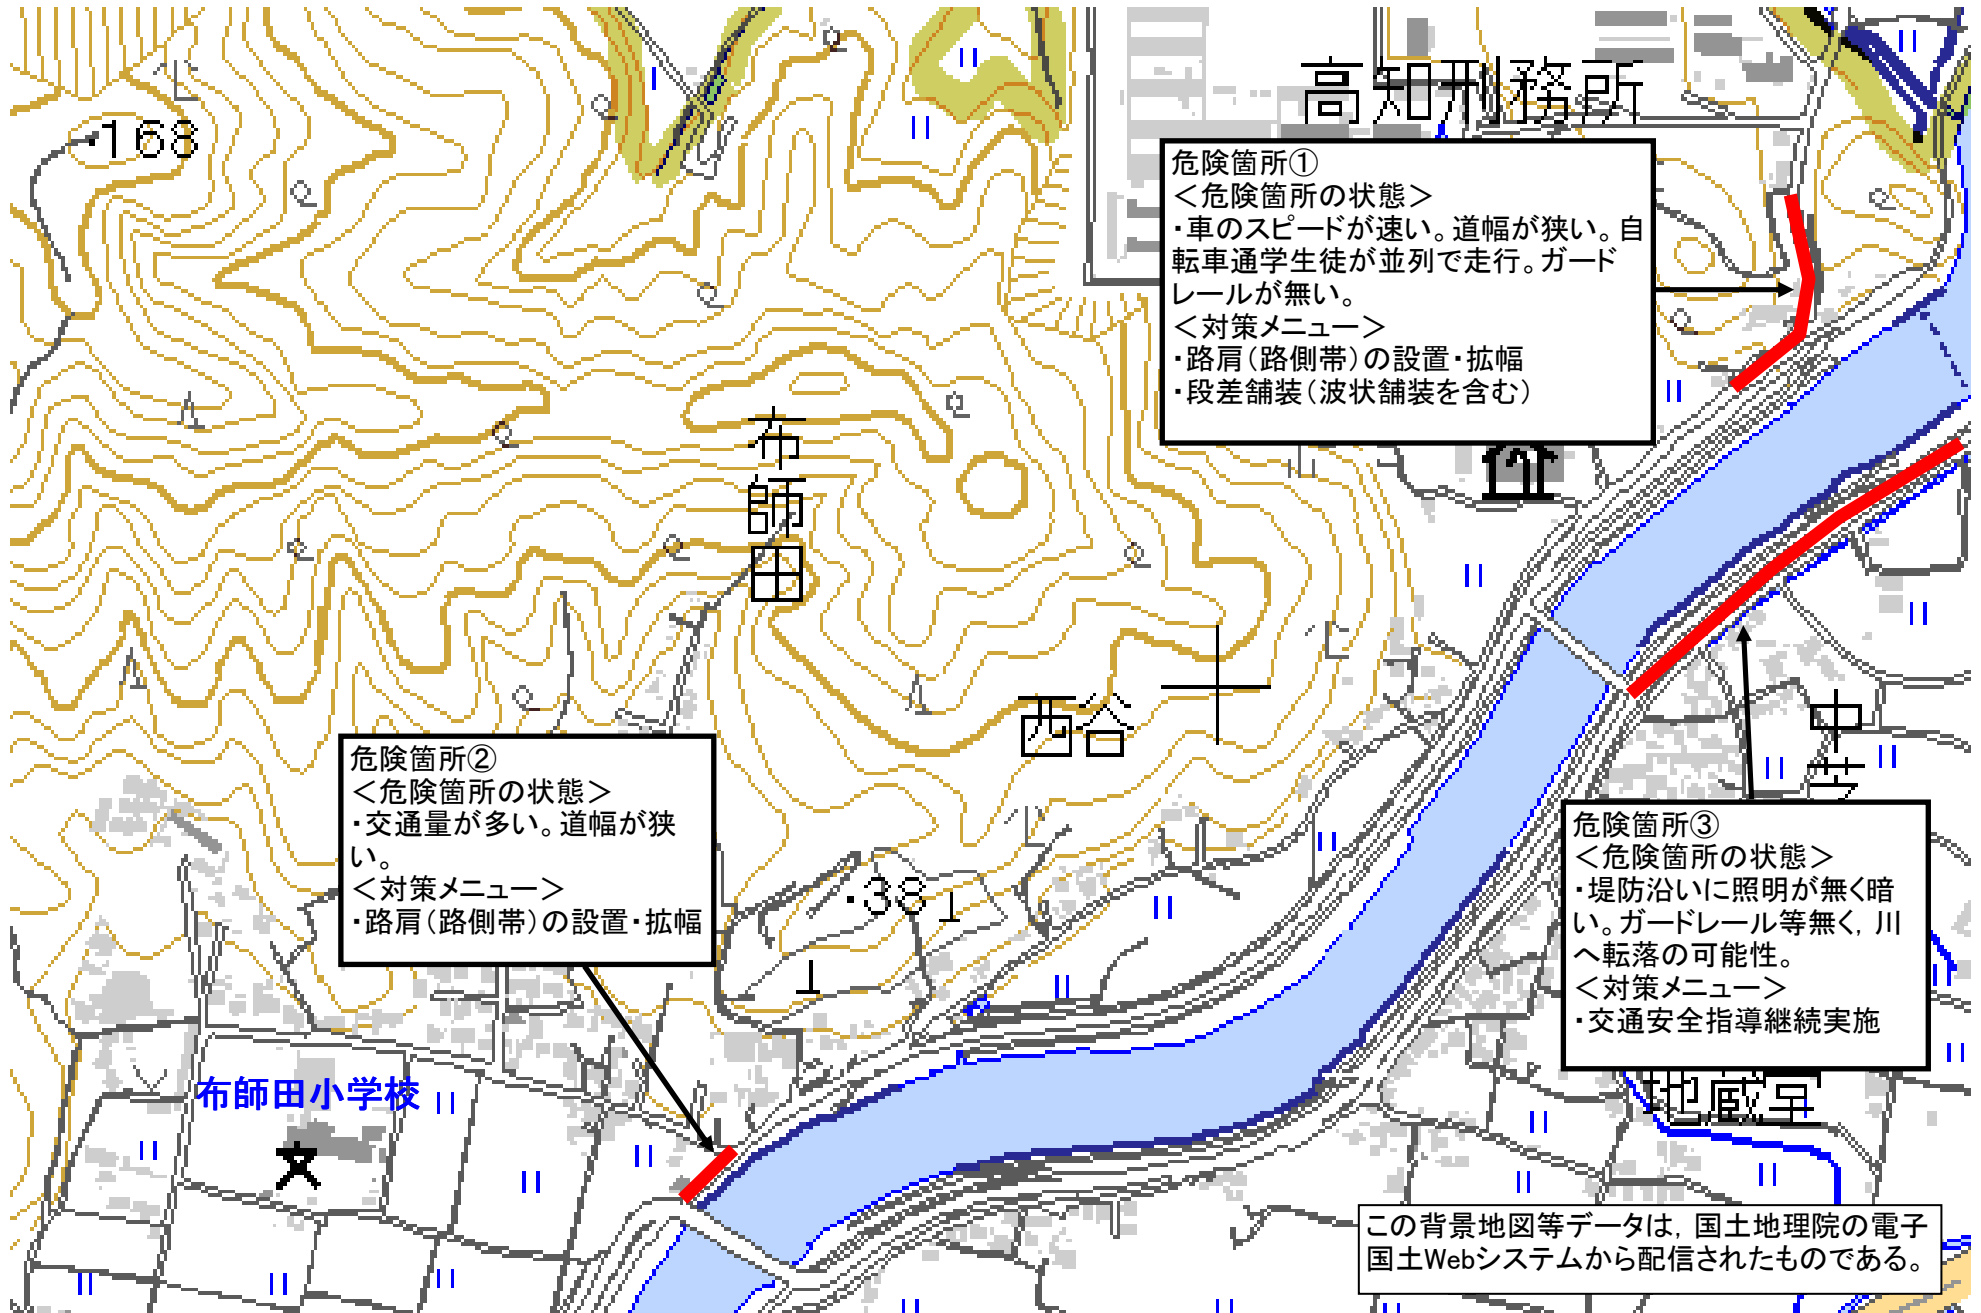 高知刑務所
・168
危険箇所①
＜危険箇所の状態＞
・車のスピードが速い。道幅が狭い。自
転車通学生徒が並列で走行。ガード
レールが無い。
＜対策メニュー＞
・路肩（路側帯）の設置・拡幅
・段差舗装（波状舗装を含む）
布師田
西谷
危険箇所②
＜危険箇所の状態＞
・交通量が多い。道幅が狭
い。
＜対策メニュー＞
・路肩（路側帯）の設置・拡幅
・38
中
危険箇所③
＜危険箇所の状態＞
・堤防沿いに照明が無く暗
い。ガードレール等無く，川
へ転落の可能性。
＜対策メニュー＞
・交通安全指導継続実施
布師田小学校
文
地蔵
この背景地図等データは，国土地理院の電子
国土Webシステムから配信されたものである。